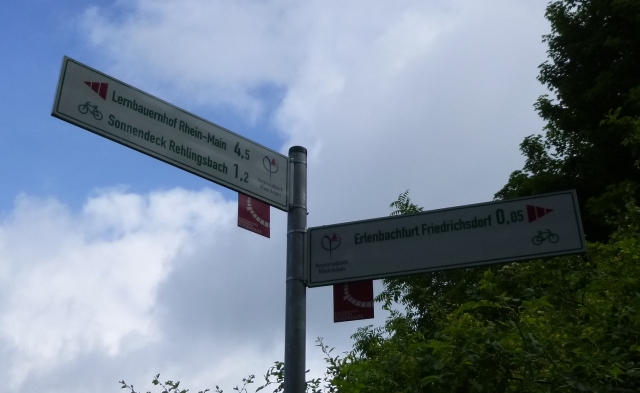 Lernbauernhof Rhein-Main 4,5
Sonnendeck Rehlingsbach 1,2
Erlenbachfurt Friedrichsdorf 0,05